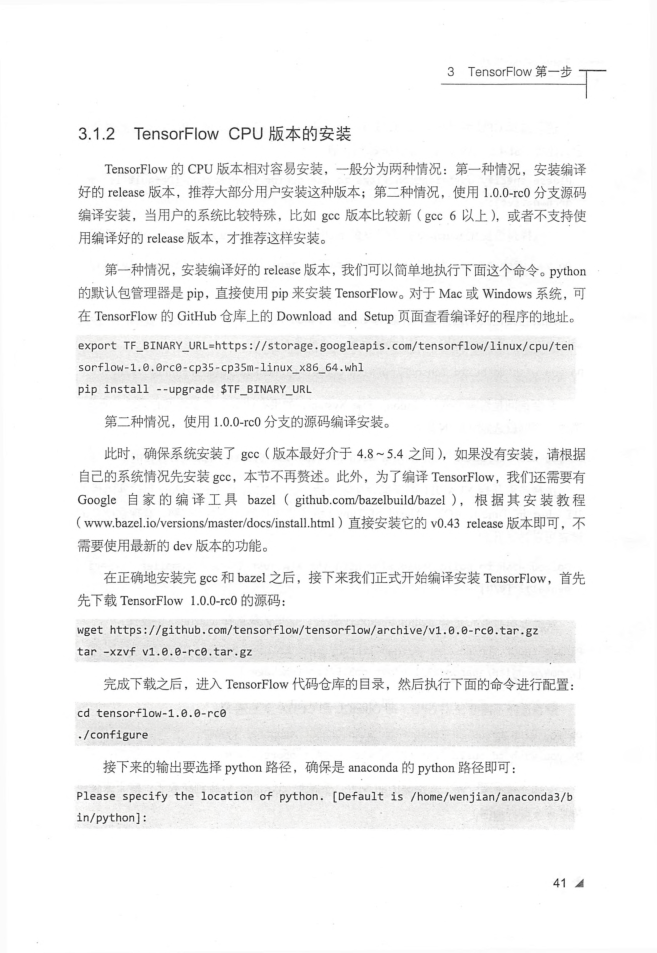 3 TensorFlow 第一步
3.1.2 TensorFlow CPU 版本的安装
TensorFlow 的 CPU 版本相对容易安装，一般分为两种情况：第一种情况，安装编译
好的 release 版本，推荐大部分用户安装这种版本；第二种情况，使用 1.0.0-rc0 分支源码
编译安装，当用户的系统比较特殊，比如 gcc 版本比较新（gcc 6 以上），或者不支持使
用编译好的 release 版本，才推荐这样安装。
第一种情况，安装编译好的 release 版本，我们可以简单地执行下面这个命令。python
的默认包管理器是 pip，直接使用 pip 来安装 TensorFlow。对于 Mac 或 Windows 系统，可
在 TensorFlow 的 GitHub 仓库上的 Download and Setup 页面查看编译好的程序的地址。
export TF_BINARY_URL=https://storage.googleapis.com/tensorflow/linux/cpu/ten
sorflow-1.0.0rc0-cp35-cp35m-linux_x86_64.whl
pip install --upgrade $TF_BINARY_URL
第二种情况，使用 1.0.0-rc0 分支的源码编译安装。
此时，确保系统安装了 gcc（版本最好介于 4.8～5.4 之间），如果没有安装，请根据
自己的系统情况先安装 gcc，本节不再赘述。此外，为了编译 TensorFlow，我们还需要有
Google 自家的编译工具 bazel（github.com/bazelbuild/bazel），根据其安装教程
（www.bazel.io/versions/master/docs/install.html）直接安装它的 v0.43 release 版本即可，不
需要使用最新的 dev 版本的功能。
在正确地安装完 gcc 和 bazel 之后，接下来我们正式开始编译安装 TensorFlow，首先
先下载 TensorFlow 1.0.0-rc0 的源码：
wget https://github.com/tensorflow/tensorflow/archive/v1.0.0-rc0.tar.gz
tar –xzvf v1.0.0-rc0.tar.gz
完成下载之后，进入 TensorFlow 代码仓库的目录，然后执行下面的命令进行配置：
cd tensorflow-1.0.0-rc0
./configure
接下来的输出要选择 python 路径，确保是 anaconda 的 python 路径即可：
Please specify the location of python. [Default is /home/wenjian/anaconda3/b
in/python]:
41